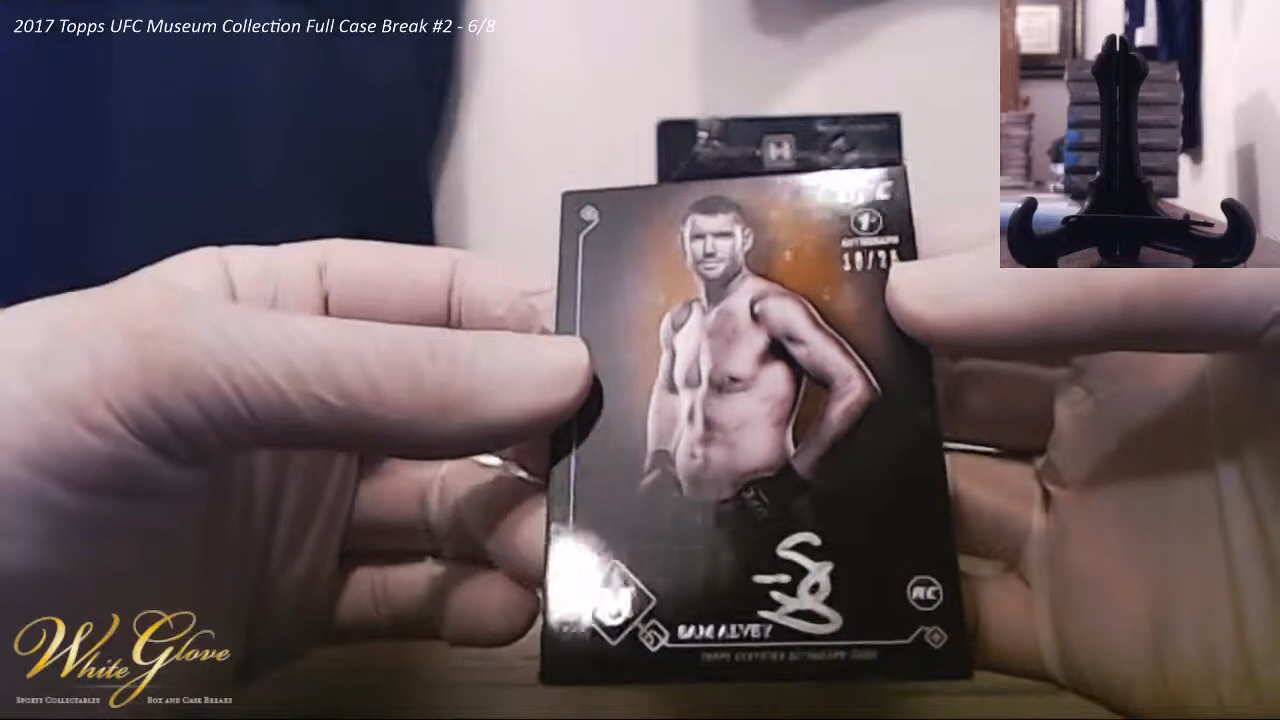 2017 Topps UFC Museum Collection Full Case Break #2 - 6/8
UFC
1st
AUTOGRAPH
10/25
RC
SAM ALVEY
TOPPS CERTIFIED AUTOGRAPH ISSUE
White Glove
Sports Collectables Box and Case Breaks